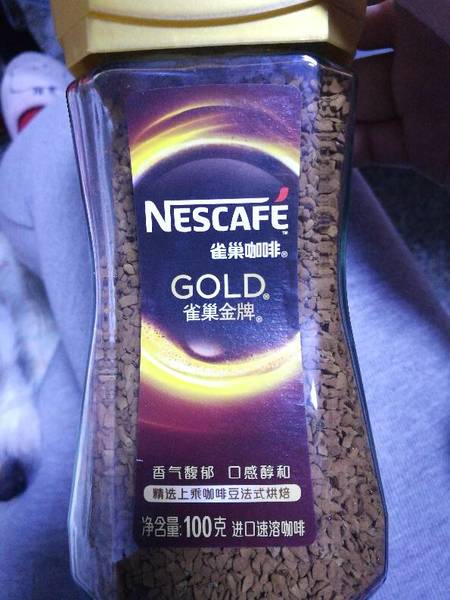 NESCAFÉ™
雀巢咖啡®
GOLD®
雀巢金牌®
香气馥郁 口感醇和
精选上乘咖啡豆法式烘焙
净含量:100克 进口速溶咖啡